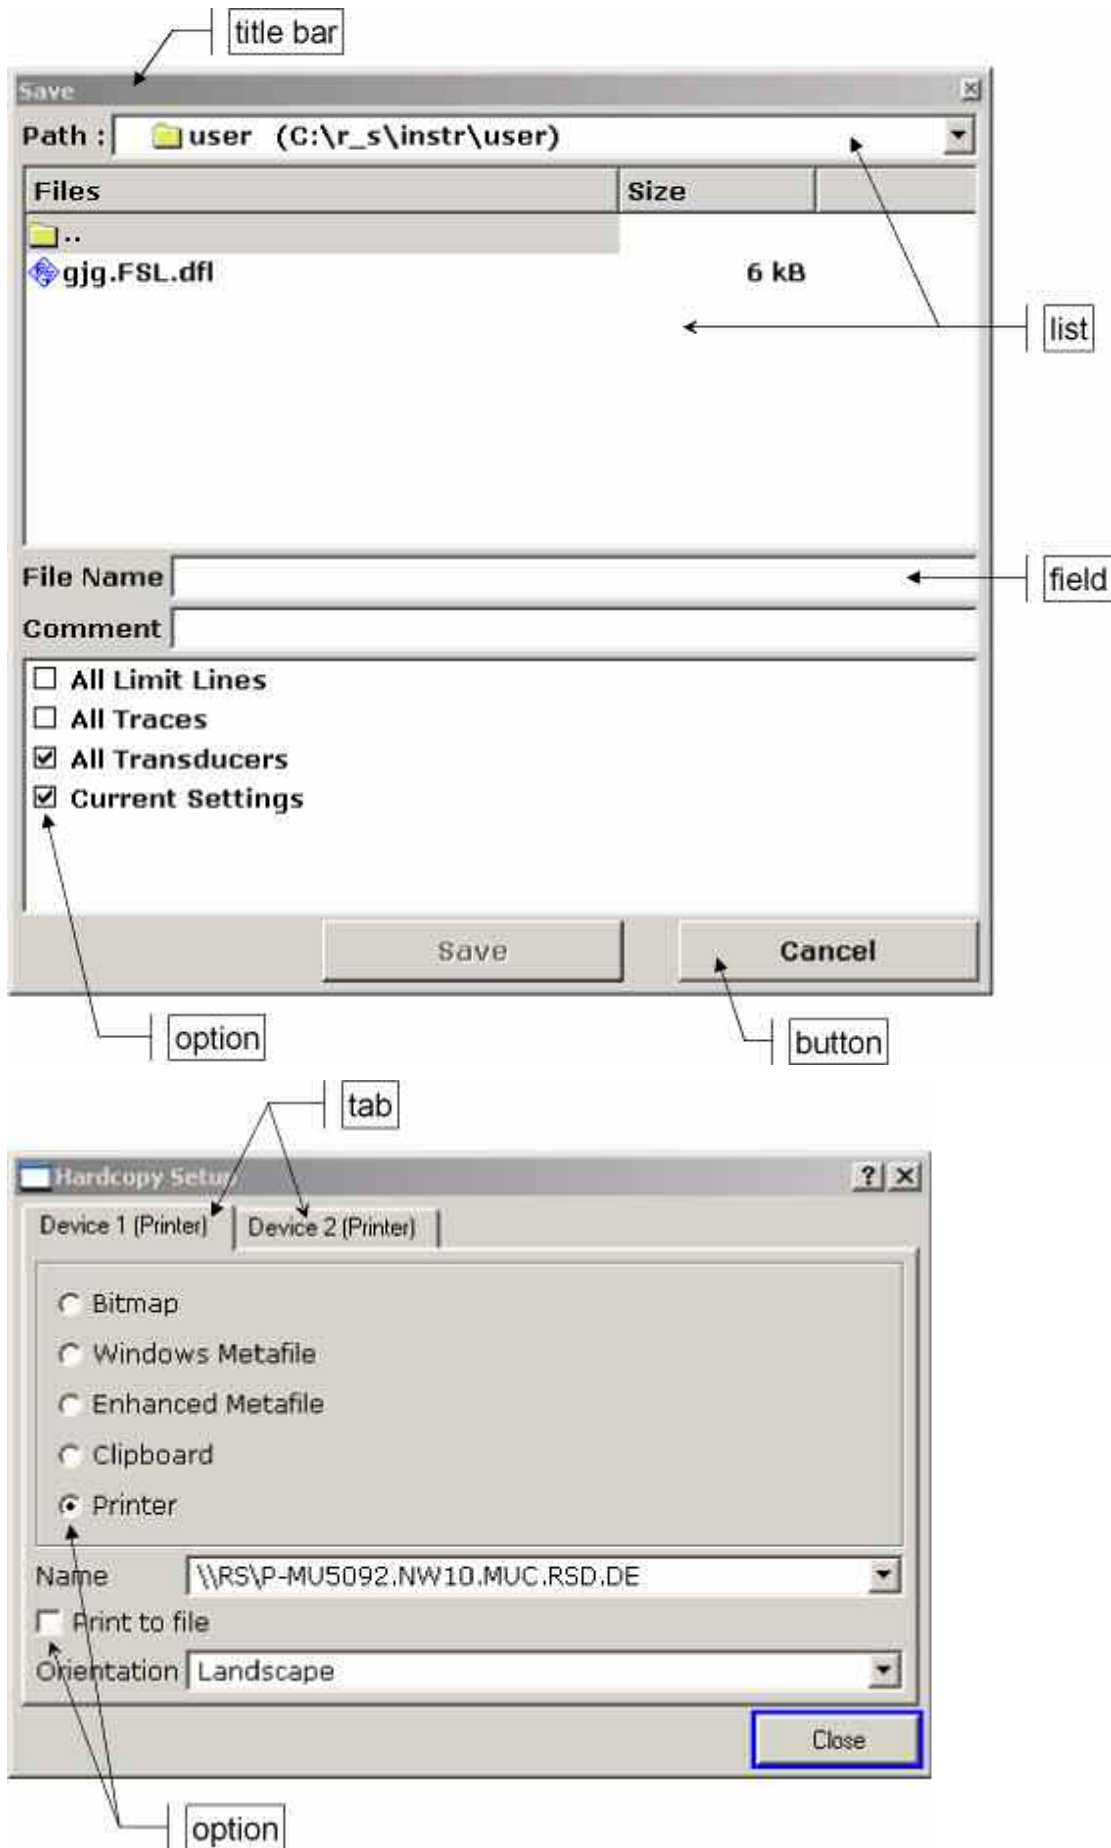 title bar
Save
Path : user (C:\r_s\instr\user)
Files Size
..
gjg.FSL.dfl 6 kB
list
File Name
field
Comment
All Limit Lines
All Traces
All Transducers
Current Settings
Save Cancel
option button
tab
Hardcopy Setup
Device 1 (Printer) Device 2 (Printer)
Bitmap
Windows Metafile
Enhanced Metafile
Clipboard
Printer
Name \\RS\P-MU5092.NW10.MUC.RSD.DE
Print to file
Orientation Landscape
Close
option